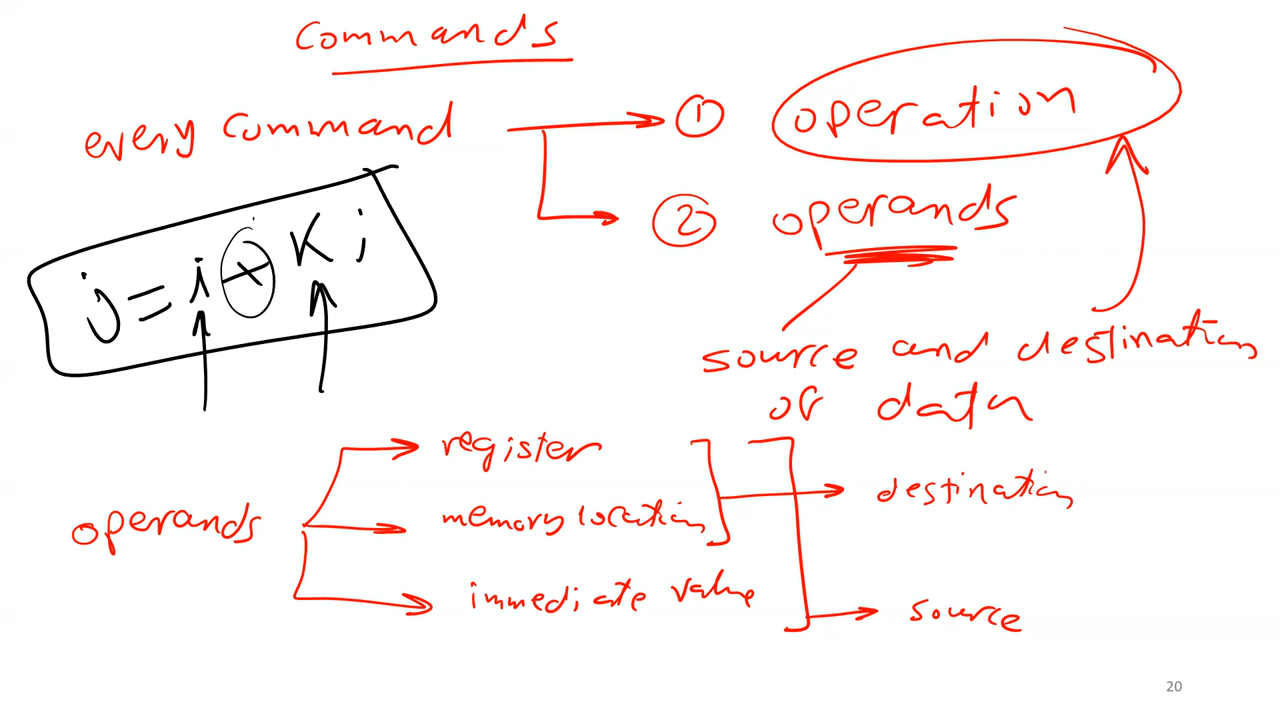 Commands
every command
① operation
② operands
j = i + k ;
source and destination
of data
operands
register
memory location
immediate value
destination
source
20